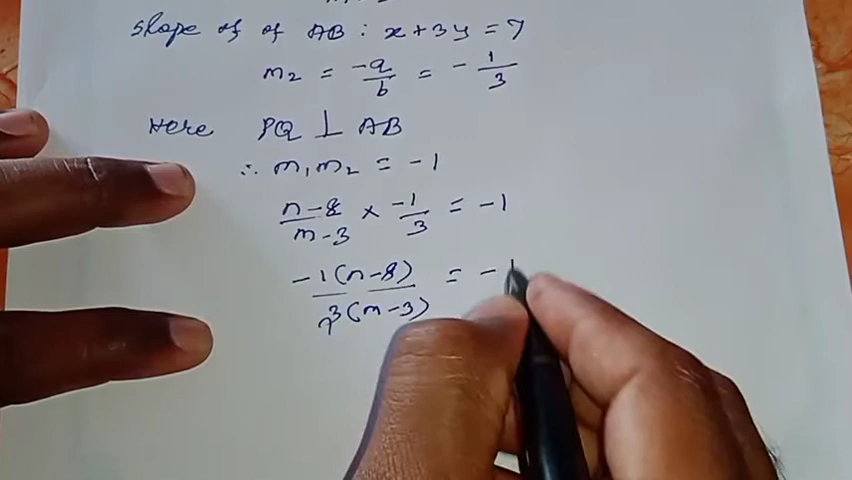 Slope of of AB : x + 3y = 7
m₂ = -a/b = -1/3
Here PQ ⊥ AB
∴ m₁m₂ = -1
n-8/m-3 × -1/3 = -1
-1(n-8)/3(m-3) = -1